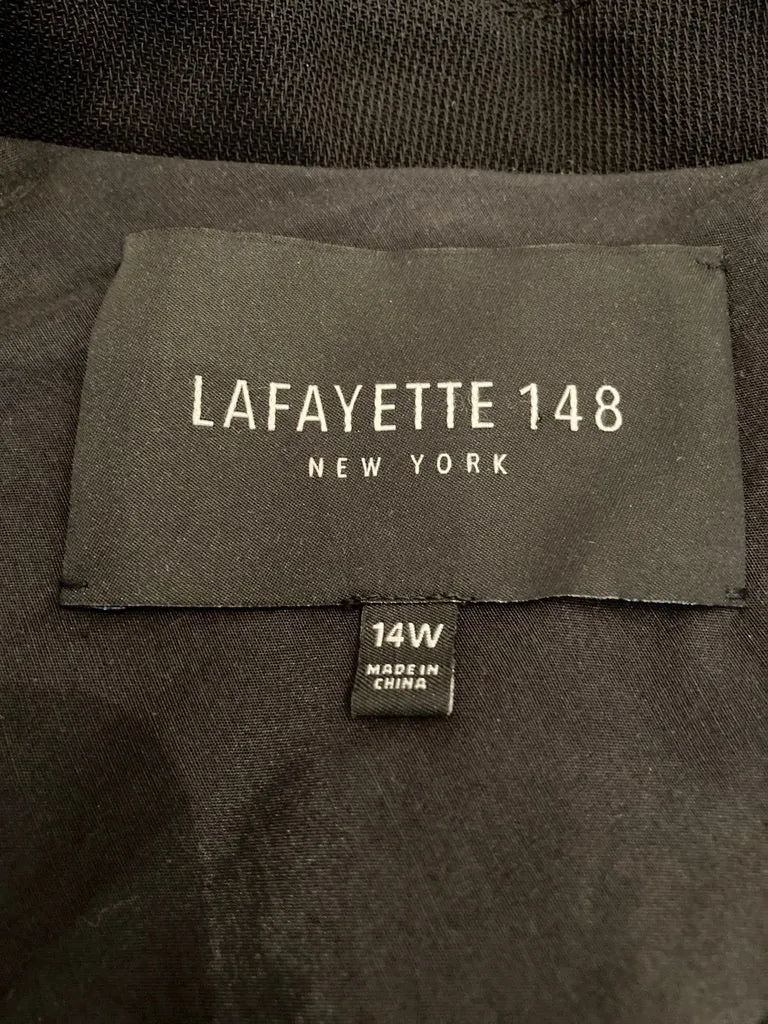 LAFAYETTE 148
NEW YORK
14W
MADE IN
CHINA